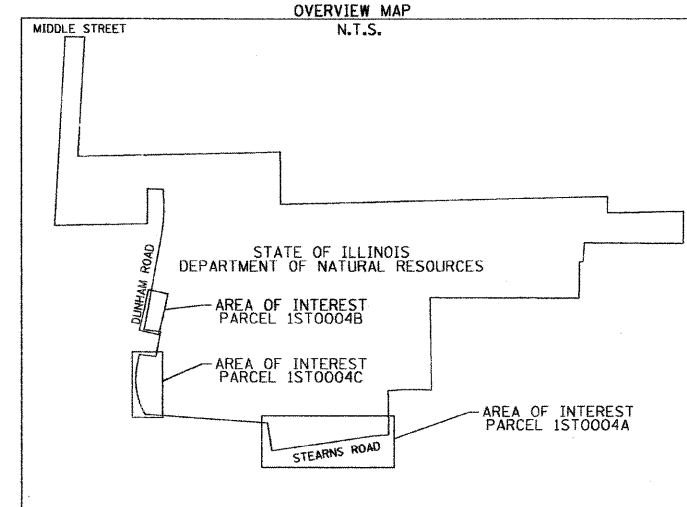 OVERVIEW MAP
N.T.S.
MIDDLE STREET
STATE OF ILLINOIS
DEPARTMENT OF NATURAL RESOURCES
DUNHAM ROAD
AREA OF INTEREST
PARCEL 1ST0004B
AREA OF INTEREST
PARCEL 1ST0004C
AREA OF INTEREST
PARCEL 1ST0004A
STEARNS ROAD